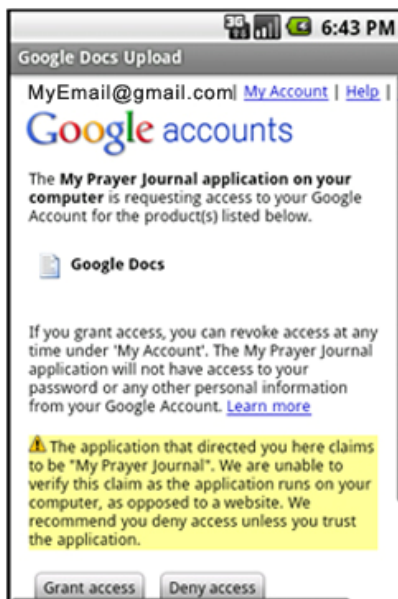 3G 6:43 PM
Google Docs Upload
MyEmail@gmail.com| My Account | Help |
Google accounts
The My Prayer Journal application on your
computer is requesting access to your Google
Account for the product(s) listed below.
Google Docs
If you grant access, you can revoke access at any
time under 'My Account'. The My Prayer Journal
application will not have access to your
password or any other personal information
from your Google Account. Learn more
The application that directed you here claims
to be "My Prayer Journal". We are unable to
verify this claim as the application runs on your
computer, as opposed to a website. We
recommend you deny access unless you trust
the application.
Grant access Deny access